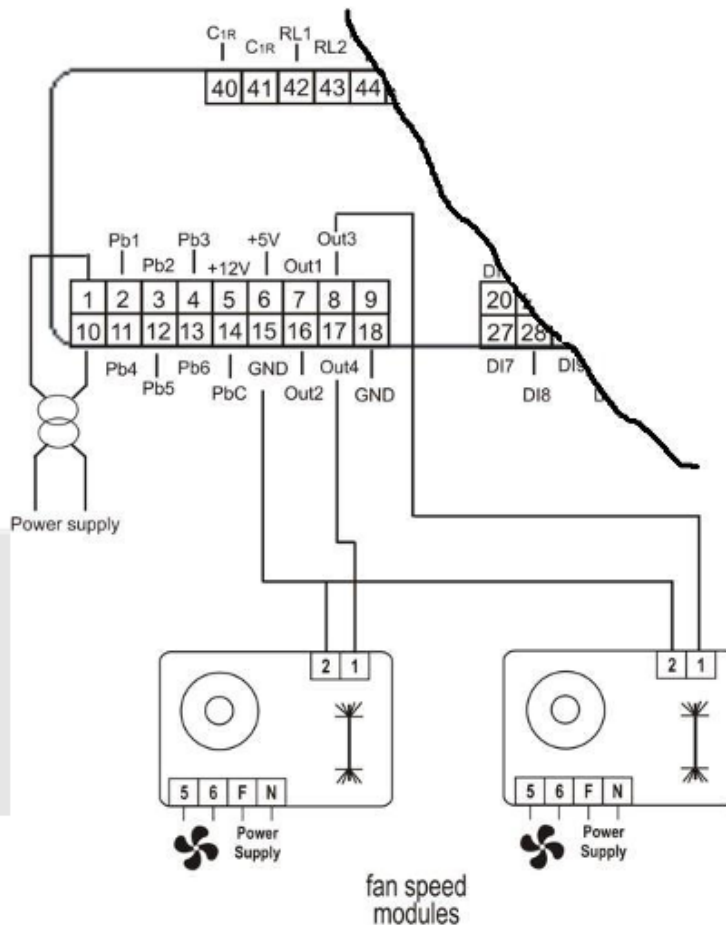 C1R RL1
C1R RL2
40 41 42 43 44
Pb1 Pb3 +5V Out3
Pb2 +12V Out1
DI
1 2 3 4 5 6 7 8 9
20
10 11 12 13 14 15 16 17 18
27 28
Pb4 Pb6 GND Out4
DI7 DI9
Pb5 PbC Out2 GND
DI8 D
Power supply
2 1
2 1
5 6 F N
5 6 F N
Power
Supply
Power
Supply
fan speed
modules